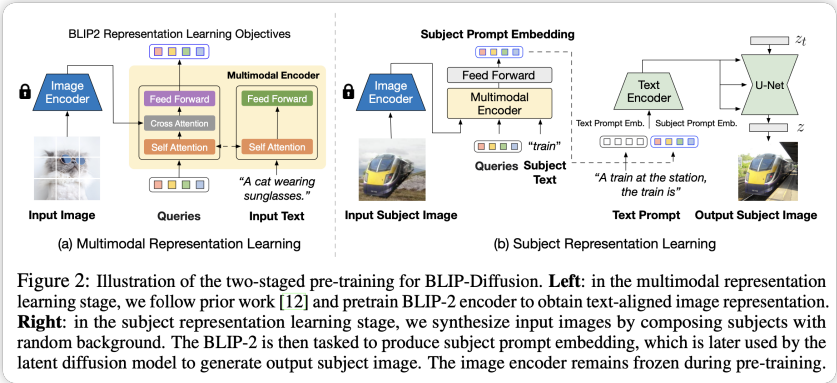 BLIP2 Representation Learning Objectives
Multimodal Encoder
Image
Encoder
Feed Forward
Cross Attention
Self Attention
Feed Forward
Self Attention
“A cat wearing
sunglasses.”
Input Image
Queries
Input Text
(a) Multimodal Representation Learning
Subject Prompt Embedding
Image
Encoder
Feed Forward
Multimodal
Encoder
“train”
Queries
Subject
Text
Input Subject Image
Text
Encoder
Text Prompt Emb.
Subject Prompt Emb.
“A train at the station,
the train is”
Text Prompt
zt
U-Net
z
Output Subject Image
(b) Subject Representation Learning
Figure 2: Illustration of the two-staged pre-training for BLIP-Diffusion. Left: in the multimodal representation
learning stage, we follow prior work [12] and pretrain BLIP-2 encoder to obtain text-aligned image representation.
Right: in the subject representation learning stage, we synthesize input images by composing subjects with
random background. The BLIP-2 is then tasked to produce subject prompt embedding, which is later used by the
latent diffusion model to generate output subject image. The image encoder remains frozen during pre-training.